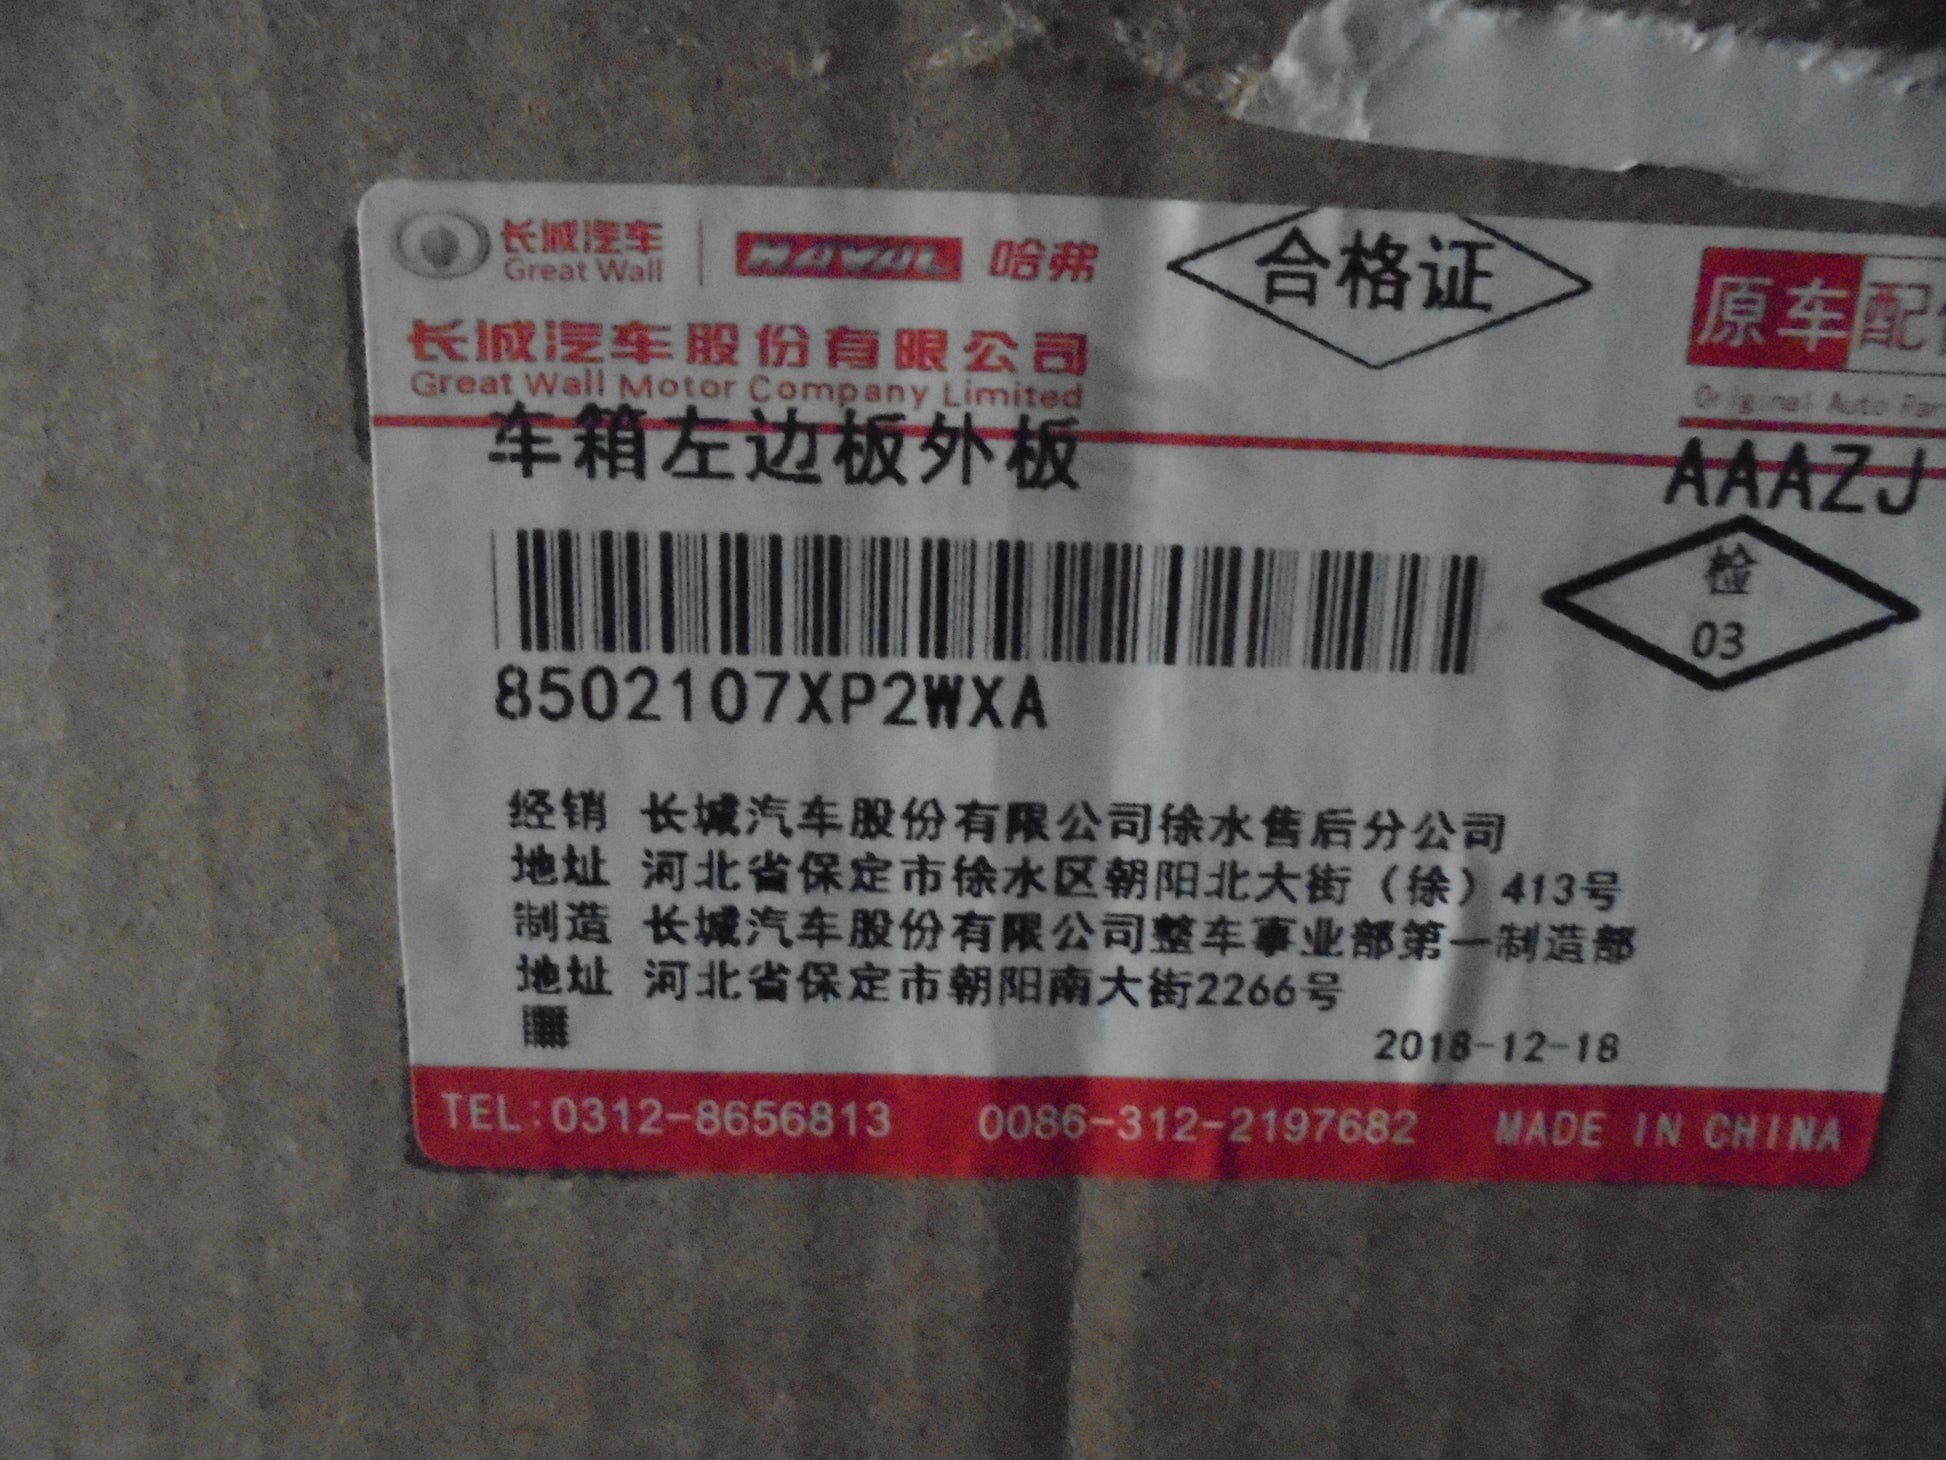 长城汽车
Great Wall
HAVAL 哈弗
合格证
原车配
长城汽车股份有限公司
Great Wall Motor Company Limited
Original Auto Par
车箱左边板外板
AAAZJ
检
03
8502107XP2WXA
经销 长城汽车股份有限公司徐水售后分公司
地址 河北省保定市徐水区朝阳北大街（徐）413号
制造 长城汽车股份有限公司整车事业部第一制造部
地址 河北省保定市朝阳南大街2266号
2018-12-18
TEL:0312-8656813 0086-312-2197682 MADE IN CHINA